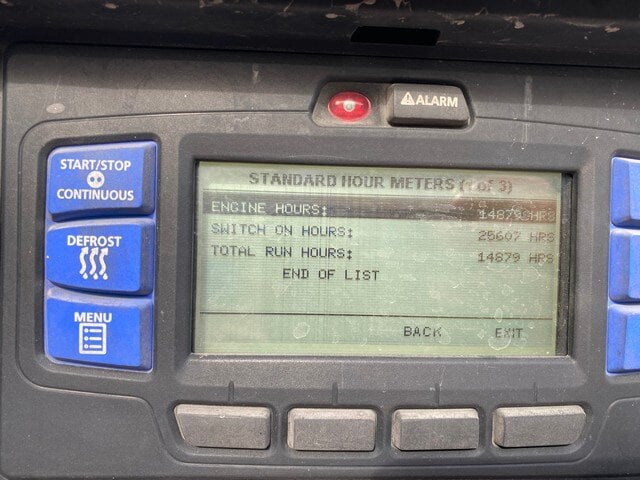 ALARM
START/STOP
CONTINUOUS
DEFROST
MENU
STANDARD HOUR METERS (1 of 3)
ENGINE HOURS: 14879 HRS
SWITCH ON HOURS: 25607 HRS
TOTAL RUN HOURS: 14879 HRS
END OF LIST
BACK EXIT